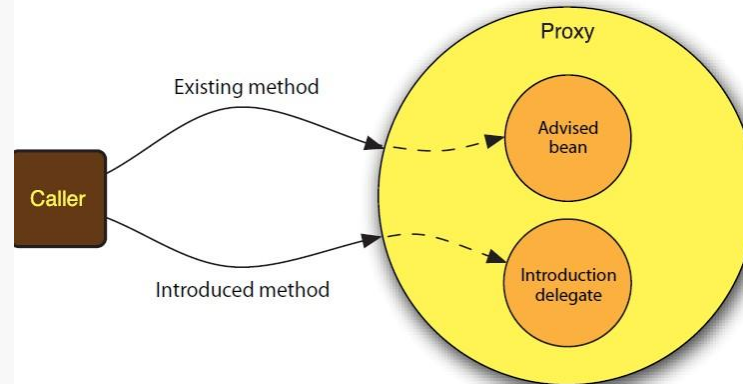 Proxy
Existing method
Advised
bean
Caller
Introduction
delegate
Introduced method